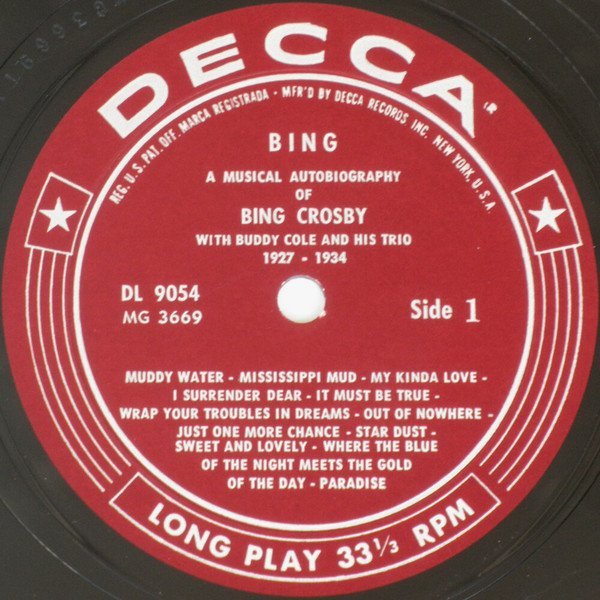 DECCA
REG. U.S. PAT. OFF. MARCA REGISTRADA - MFR'D BY DECCA RECORDS INC. NEW YORK, U.S.A
BING
A MUSICAL AUTOBIOGRAPHY
OF
BING CROSBY
WITH BUDDY COLE AND HIS TRIO
1927 - 1934
DL 9054
MG 3669
Side 1
MUDDY WATER - MISSISSIPPI MUD - MY KINDA LOVE -
I SURRENDER DEAR - IT MUST BE TRUE -
WRAP YOUR TROUBLES IN DREAMS - OUT OF NOWHERE -
JUST ONE MORE CHANCE - STAR DUST -
SWEET AND LOVELY - WHERE THE BLUE
OF THE NIGHT MEETS THE GOLD
OF THE DAY - PARADISE
LONG PLAY 33 1/3 RPM